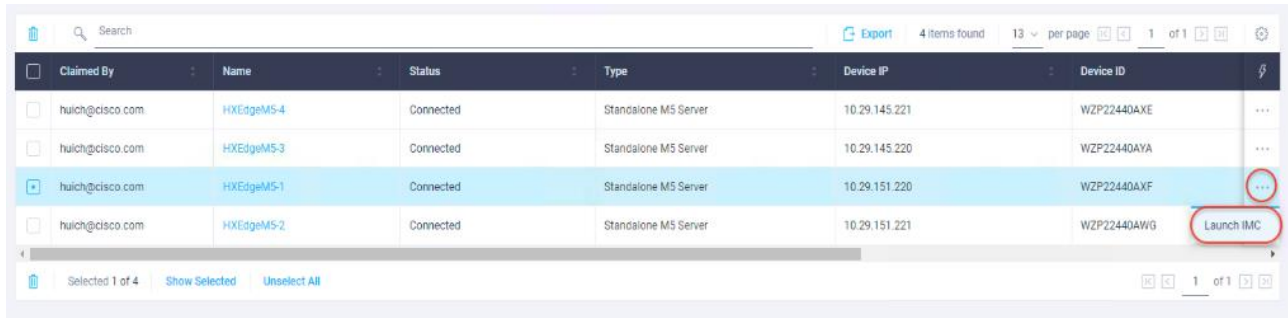 Search Export 4 items found 13 per page 1 of 1
Claimed By Name Status Type Device IP Device ID
huich@cisco.com HXEdgeM5-4 Connected Standalone M5 Server 10.29.145.221 WZP22440AXE ...
huich@cisco.com HXEdgeM5-3 Connected Standalone M5 Server 10.29.145.220 WZP22440AYA ...
huich@cisco.com HXEdgeM5-1 Connected Standalone M5 Server 10.29.151.220 WZP22440AXF ...
huich@cisco.com HXEdgeM5-2 Connected Standalone M5 Server 10.29.151.221 WZP22440AWG Launch IMC
Selected 1 of 4 Show Selected Unselect All 1 of 1